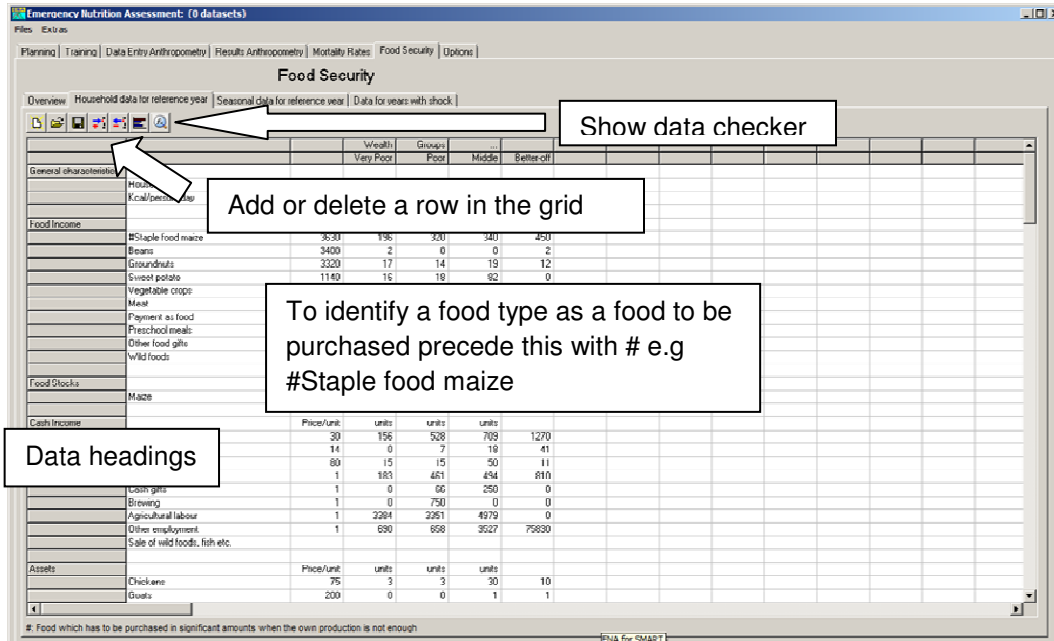 Emergency Nutrition Assessment: (0 datasets)
Files Extras
Planning Training Data Entry Anthropometry Results Anthropometry Mortality Rates Food Security Options
Food Security
Overview Household data for reference year Seasonal data for reference year Data for years with shock
Show data checker
Wealth Groups ...
Very Poor Poor Middle Better-off
General characteristic
Add or delete a row in the grid
Food Income
#Staple food maize 3630 196 320 340 450
Beans 3400 2 0 0 2
Groundnuts 3320 17 14 19 12
Sweet potato 1140 16 18 82 0
Vegetable crops
Meat
Payment as food
Preschool meals
Other food gifts
Wild foods
To identify a food type as a food to be
purchased precede this with # e.g
#Staple food maize
Food Stocks
Maize
Cash Income Price/unit units units units
30 156 528 709 1270
14 0 7 18 41
80 15 15 50 11
1 183 461 494 810
Data headings
Cash gifts 1 0 66 250 0
Brewing 1 0 750 0 0
Agricultural labour 1 3384 3351 4979 0
Other employment 1 690 658 3527 75830
Sale of wild foods, fish etc.
Assets Price/unit units units units
Chickens 75 3 3 30 10
Goats 200 0 0 1 1
#: Food which has to be purchased in significant amounts when the own production is not enough
ENA for SMART